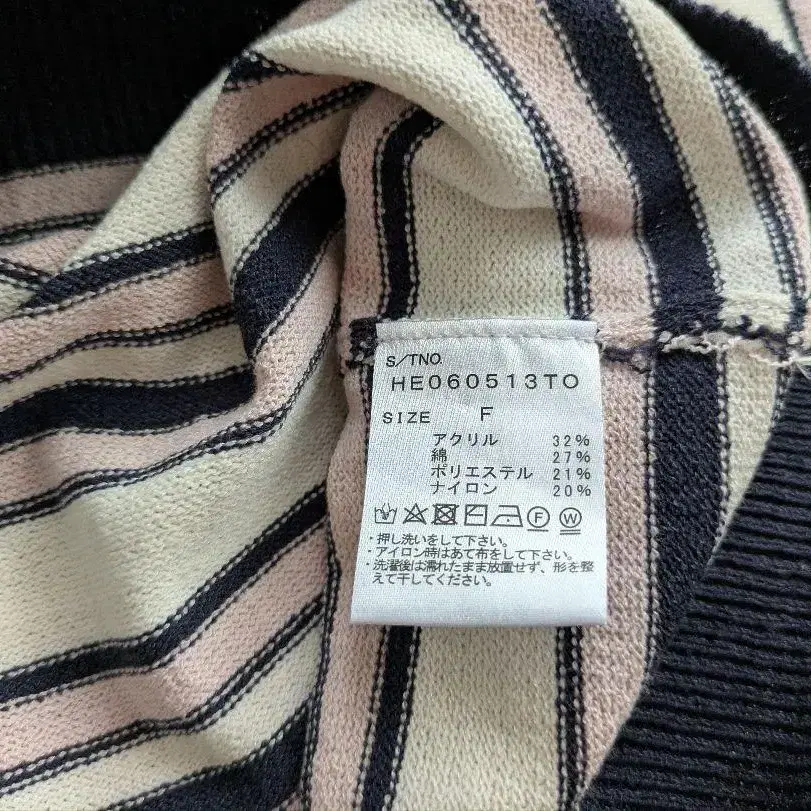 S/TNO
HE060513TO
SIZE F
アクリル 32%
綿 27%
ポリエステル 21%
ナイロン 20%
F W
・押し洗いをして下さい。
・アイロン時はあて布をして下さい。
・洗濯後は濡れたまま放置せず、形を整
えて干してください。